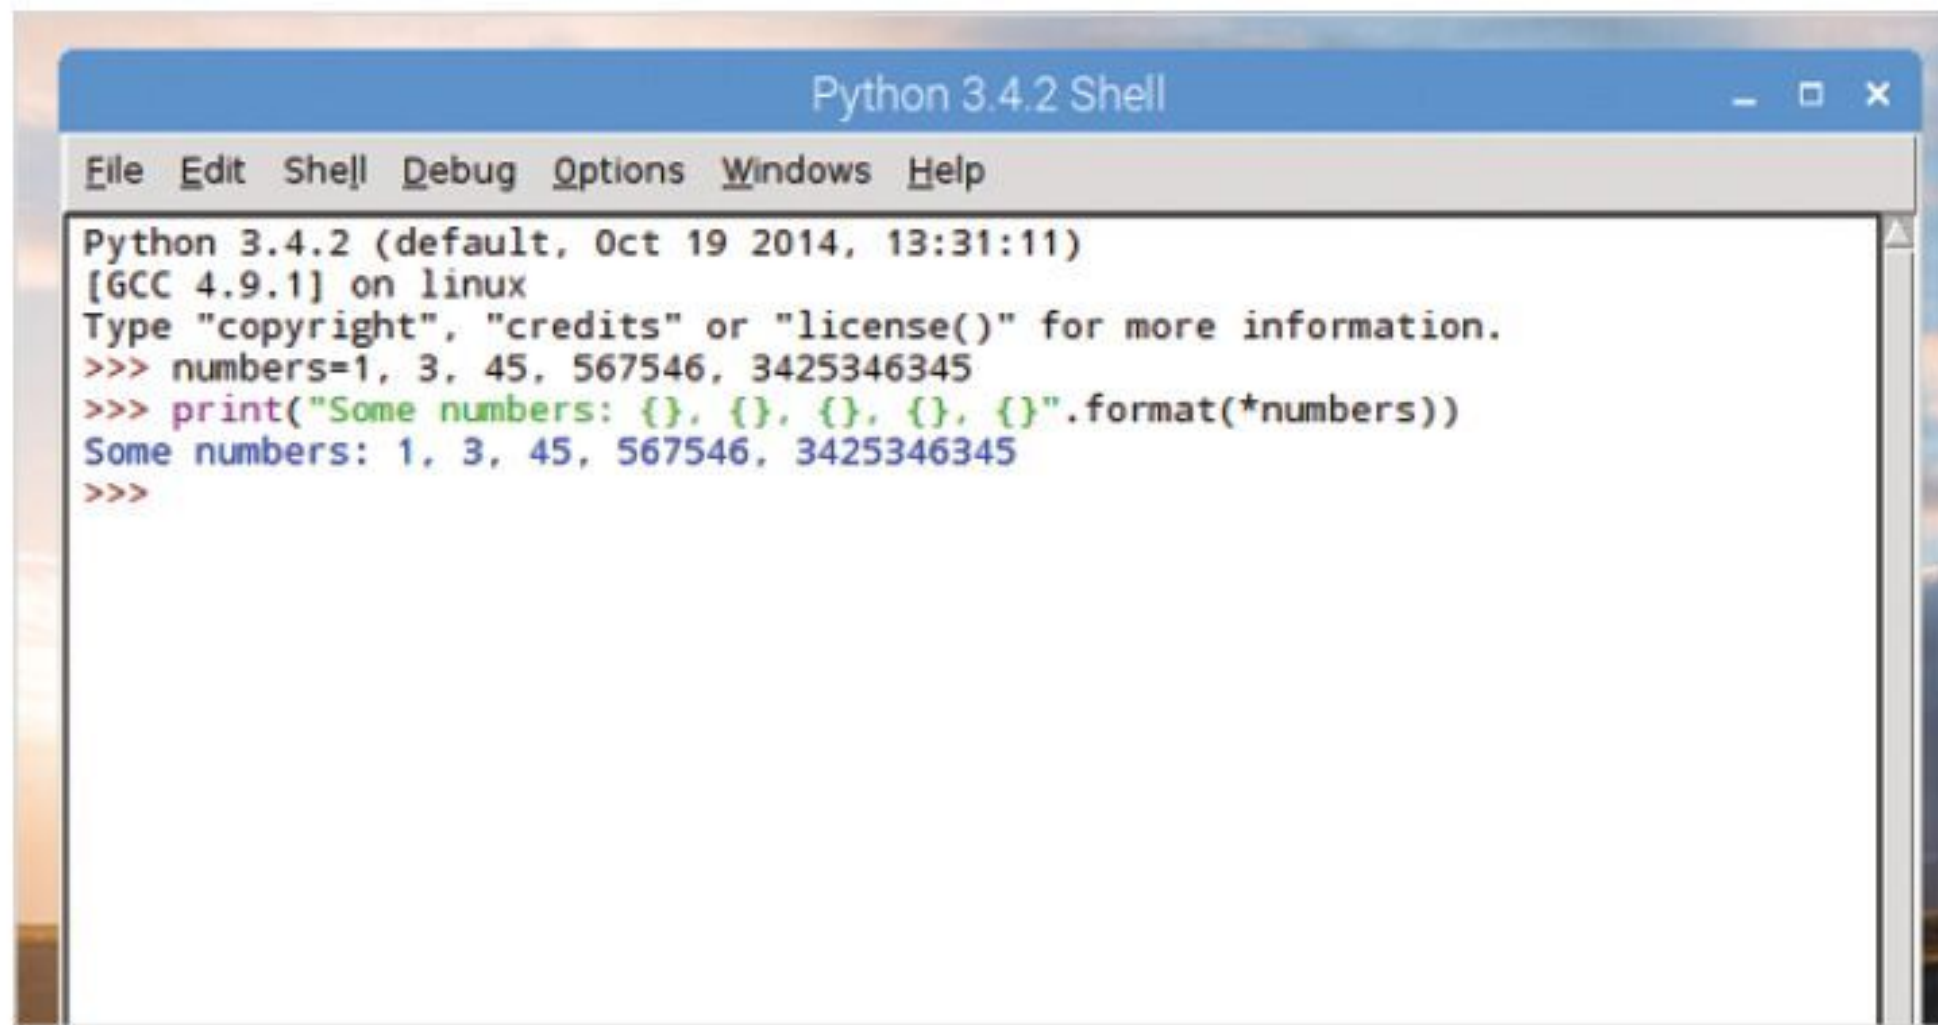 Python 3.4.2 Shell
File Edit Shell Debug Options Windows Help
Python 3.4.2 (default, Oct 19 2014, 13:31:11)
[GCC 4.9.1] on linux
Type "copyright", "credits" or "license()" for more information.
>>> numbers=1, 3, 45, 567546, 3425346345
>>> print("Some numbers: {}, {}, {}, {}, {}".format(*numbers))
Some numbers: 1, 3, 45, 567546, 3425346345
>>>